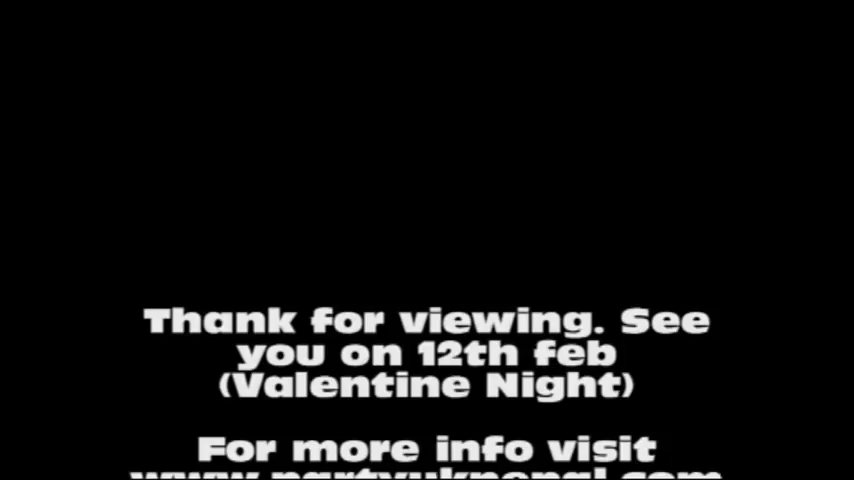 Thank for viewing. See
you on 12th feb
(Valentine Night)
For more info visit